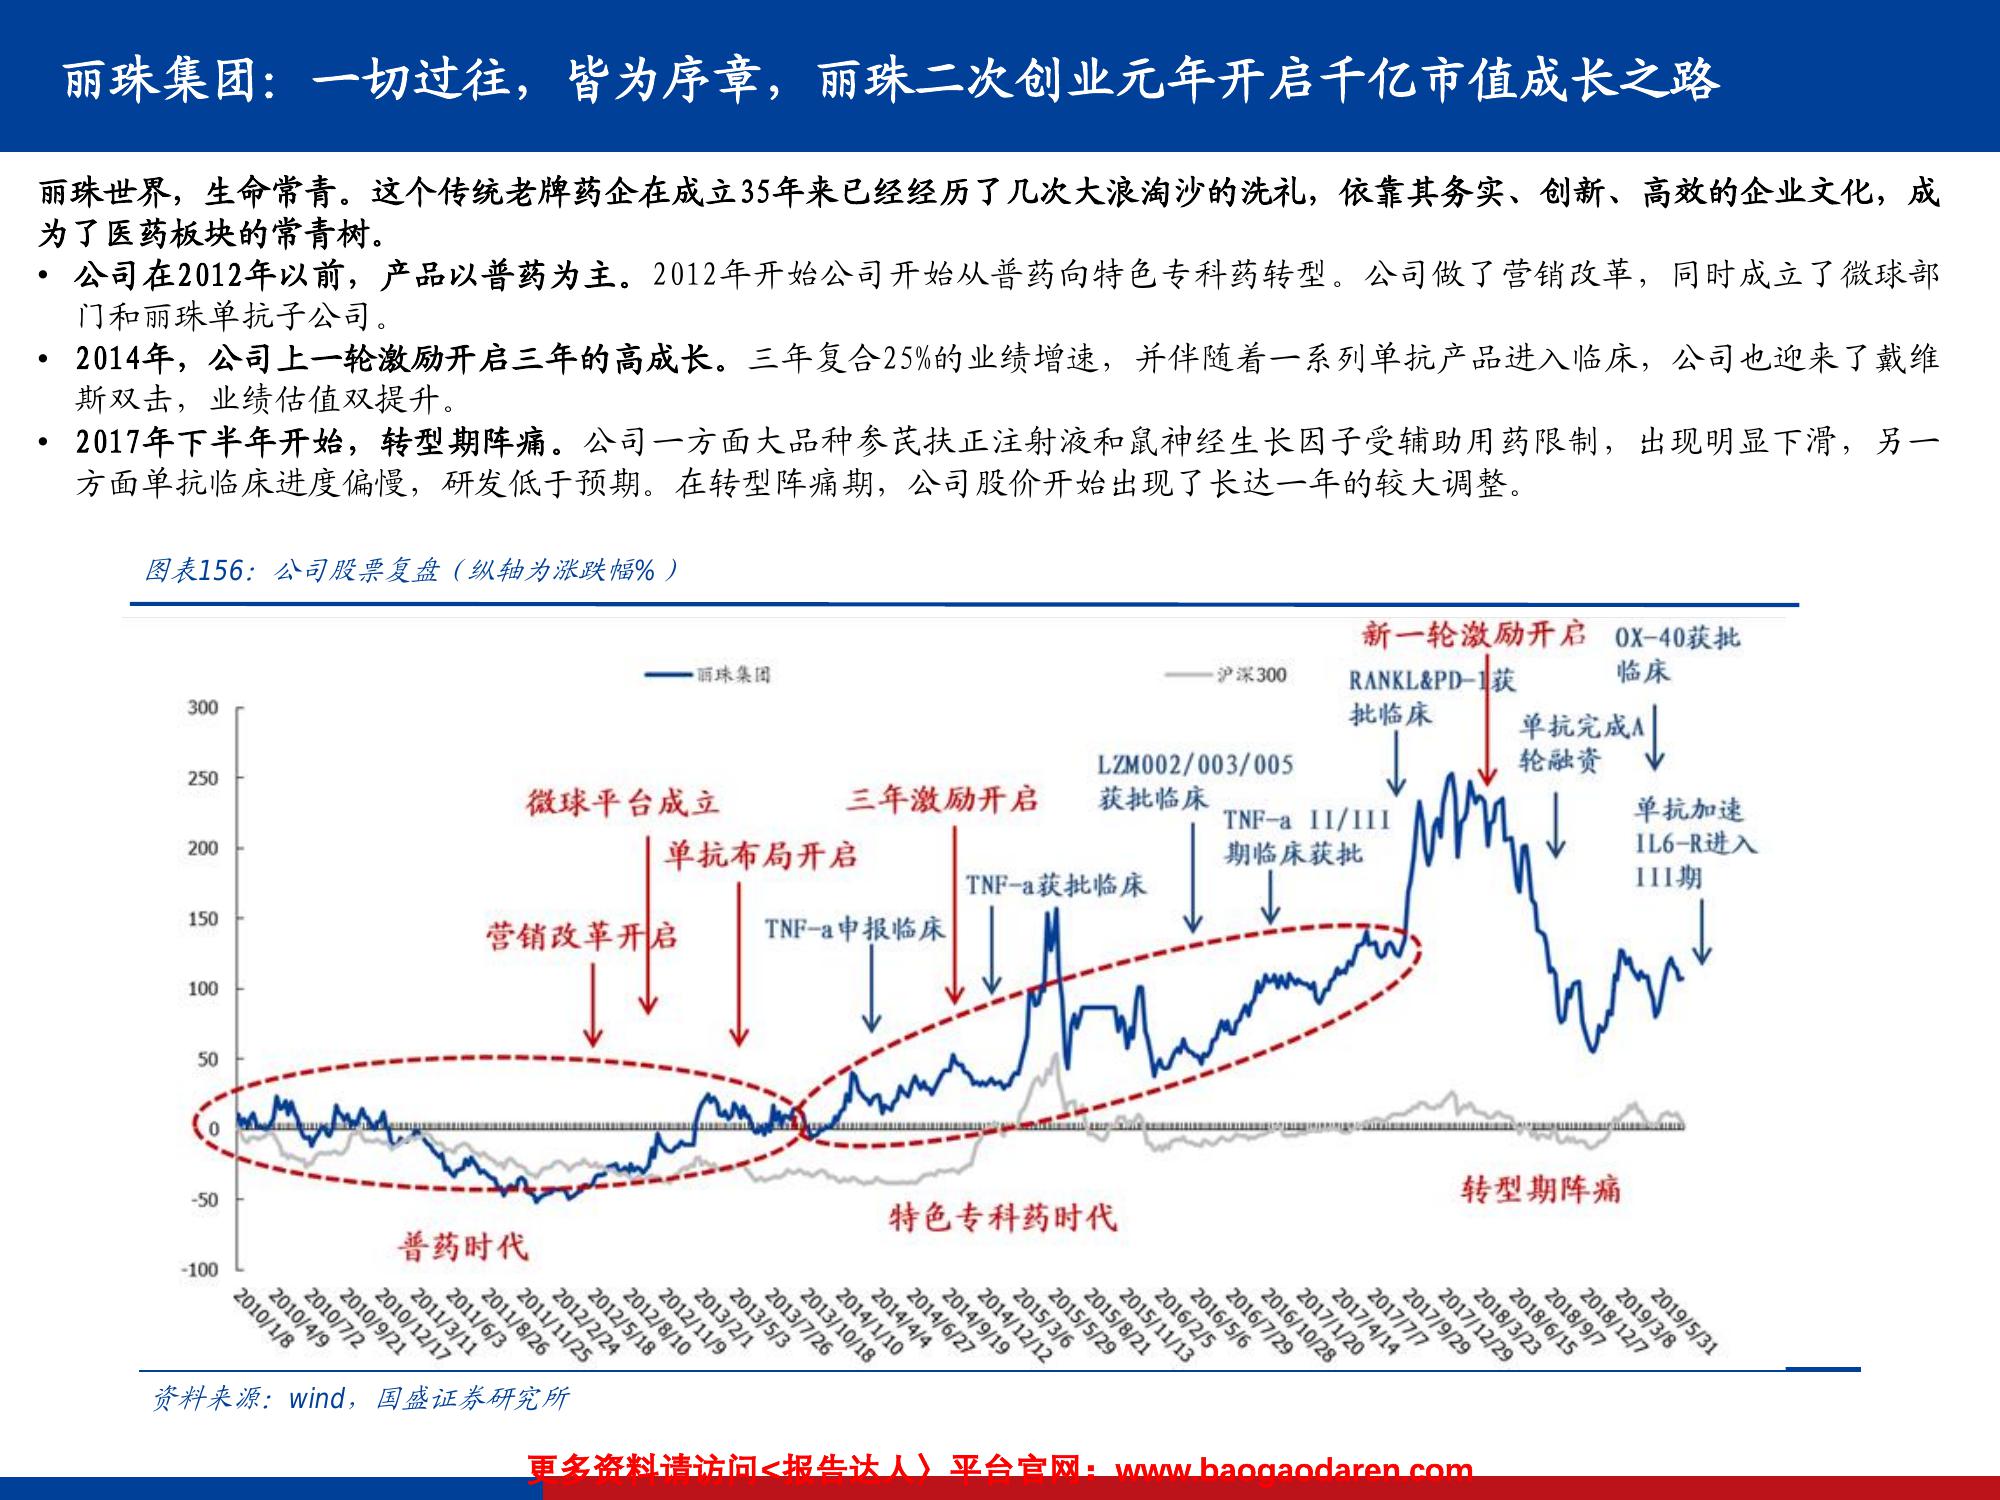 丽珠集团：一切过往，皆为序章，丽珠二次创业元年开启千亿市值成长之路
丽珠世界，生命常青。这个传统老牌药企在成立35年来已经经历了几次大浪淘沙的洗礼，依靠其务实、创新、高效的企业文化，成
为了医药板块的常青树。
• 公司在2012年以前，产品以普药为主。2012年开始公司开始从普药向特色专科药转型。公司做了营销改革，同时成立了微球部
门和丽珠单抗子公司。
• 2014年，公司上一轮激励开启三年的高成长。三年复合25%的业绩增速，并伴随着一系列单抗产品进入临床，公司也迎来了戴维
斯双击，业绩估值双提升。
• 2017年下半年开始，转型期阵痛。公司一方面大品种参芪扶正注射液和鼠神经生长因子受辅助用药限制，出现明显下滑，另一
方面单抗临床进度偏慢，研发低于预期。在转型阵痛期，公司股价开始出现了长达一年的较大调整。
图表156：公司股票复盘（纵轴为涨跌幅%）
新一轮激励开启
OX-40获批
临床
丽珠集团
沪深300
RANKL&PD-1获
批临床
单抗完成A
轮融资
LZM002/003/005
获批临床
微球平台成立
三年激励开启
TNF-a II/III
期临床获批
单抗加速
IL6-R进入
III期
单抗布局开启
TNF-a获批临床
营销改革开启
TNF-a申报临床
300
250
200
150
100
50
0
-50
-100
普药时代
特色专科药时代
转型期阵痛
2010/1/8
2010/4/9
2010/7/2
2010/9/21
2010/12/17
2011/3/11
2011/6/3
2011/8/26
2011/11/25
2012/2/24
2012/5/18
2012/8/10
2012/11/9
2013/2/1
2013/5/3
2013/7/26
2013/10/18
2014/1/10
2014/4/4
2014/6/27
2014/9/19
2014/12/12
2015/3/6
2015/5/29
2015/8/21
2015/11/13
2016/2/5
2016/5/6
2016/7/29
2016/10/28
2017/1/20
2017/4/14
2017/7/7
2017/9/29
2017/12/29
2018/3/23
2018/6/15
2018/9/7
2018/12/7
2019/3/8
2019/5/31
资料来源：wind，国盛证券研究所
更多资料请访问<报告达人〉平台官网：www.baogaodaren.com